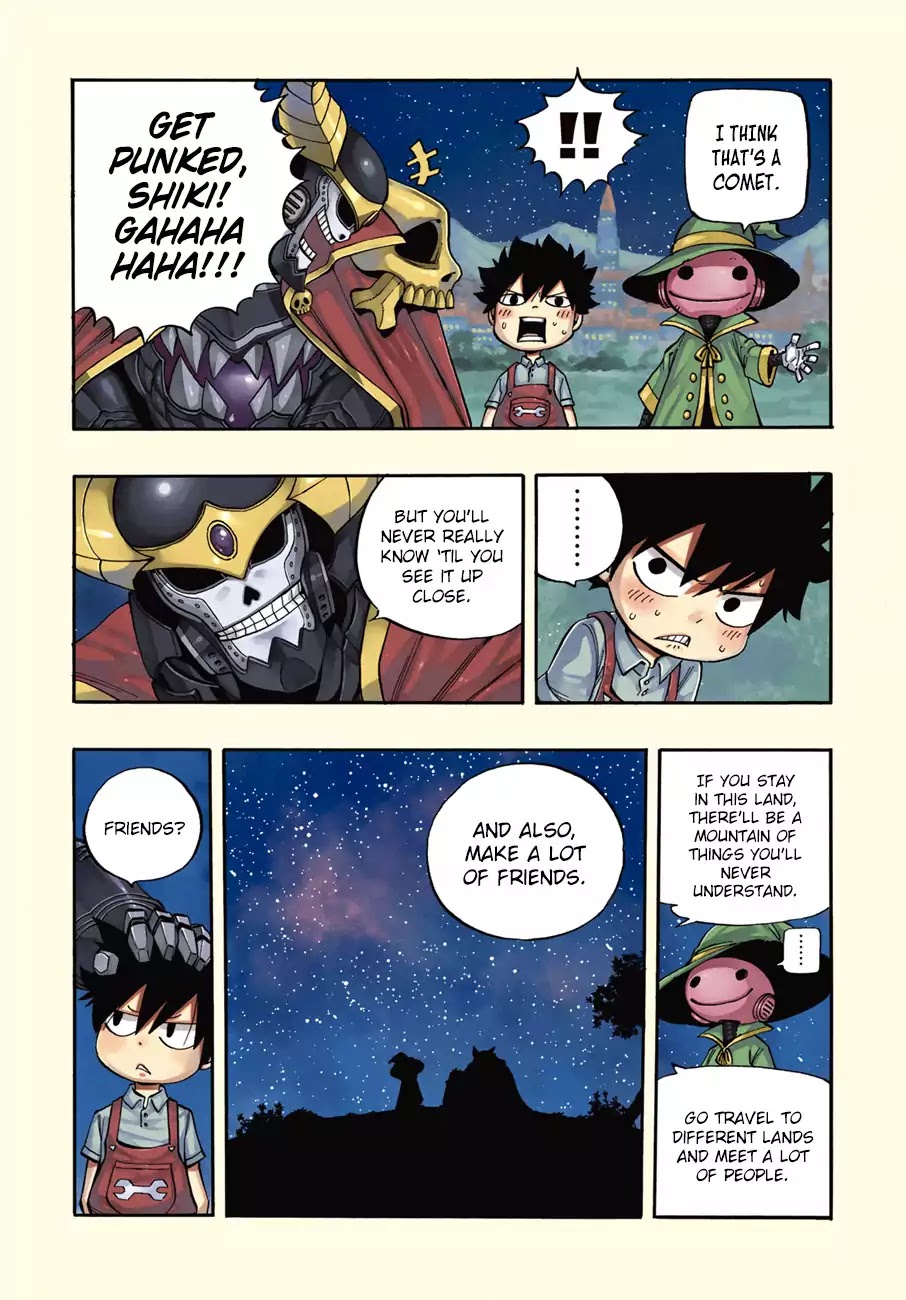 I THINK
THAT'S A
COMET.
!!
GET
PUNKED,
SHIKI!
GAHAHA
HAHA!!!
.........
BUT YOU'LL
NEVER REALLY
KNOW 'TIL YOU
SEE IT UP
CLOSE.
IF YOU STAY
IN THIS LAND,
THERE'LL BE A
MOUNTAIN OF
THINGS YOU'LL
NEVER
UNDERSTAND.
.....
GO TRAVEL TO
DIFFERENT LANDS
AND MEET A LOT
OF PEOPLE.
AND ALSO,
MAKE A LOT
OF FRIENDS.
FRIENDS?